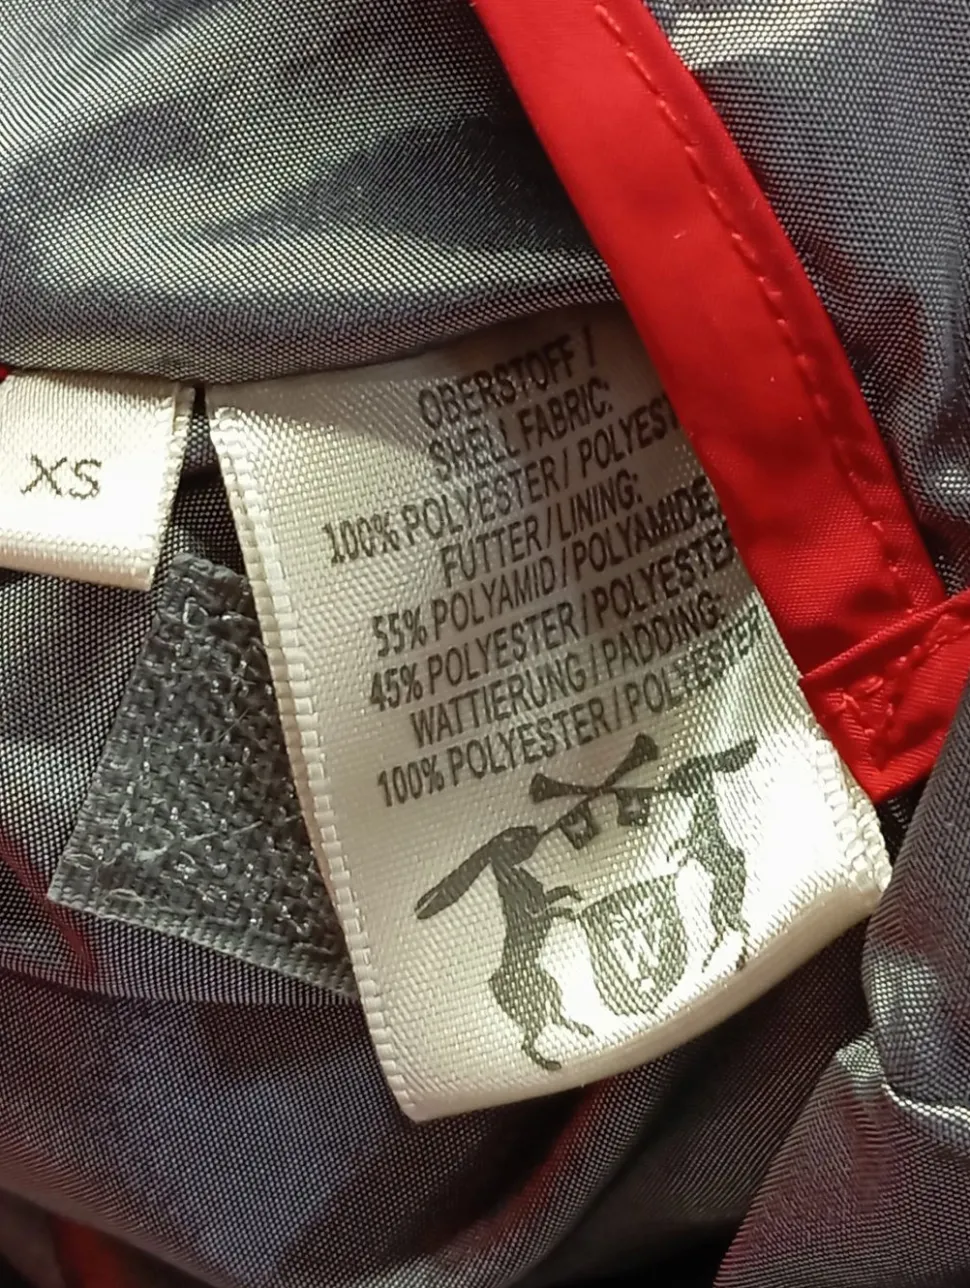 XS
OBERSTOFF /
SHELL FABRIC:
100% POLYESTER / POLYEST
FUTTER / LINING:
55% POLYAMID / POLYAMIDE
45% POLYESTER / POLYESTER
WATTIERUNG / PADDING:
100% POLYESTER / POLYESTER
W